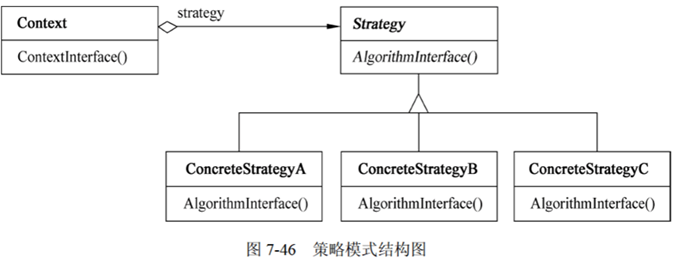 Context
ContextInterface()
strategy
Strategy
AlgorithmInterface()
ConcreteStrategyA
AlgorithmInterface()
ConcreteStrategyB
AlgorithmInterface()
ConcreteStrategyC
AlgorithmInterface()
图 7-46 策略模式结构图